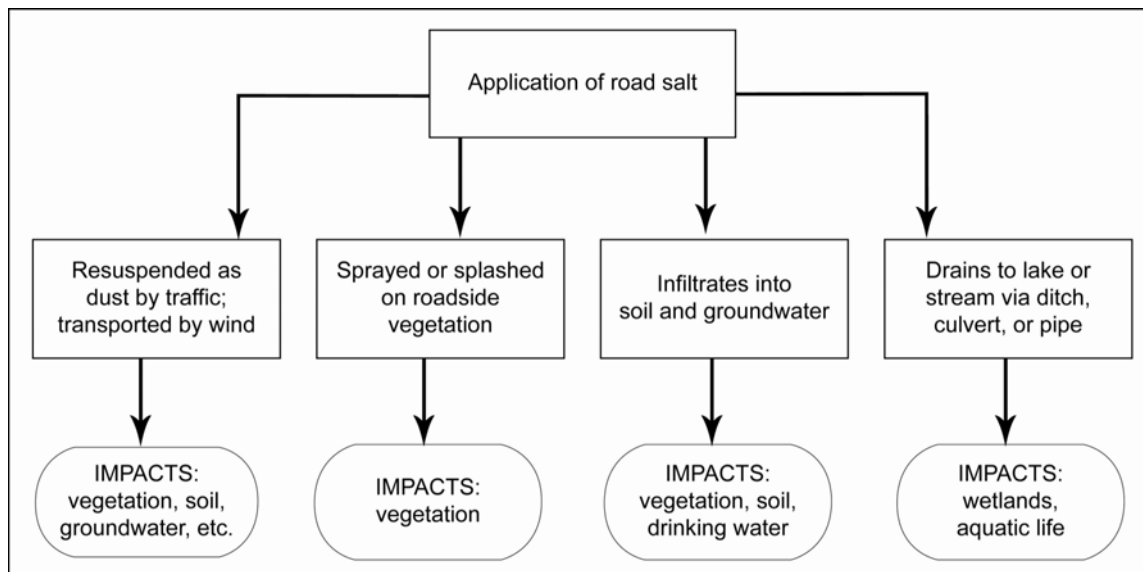 Application of road salt
Resuspended as
dust by traffic;
transported by wind
Sprayed or splashed
on roadside
vegetation
Infiltrates into
soil and groundwater
Drains to lake or
stream via ditch,
culvert, or pipe
IMPACTS:
vegetation, soil,
groundwater, etc.
IMPACTS:
vegetation
IMPACTS:
vegetation, soil,
drinking water
IMPACTS:
wetlands,
aquatic life